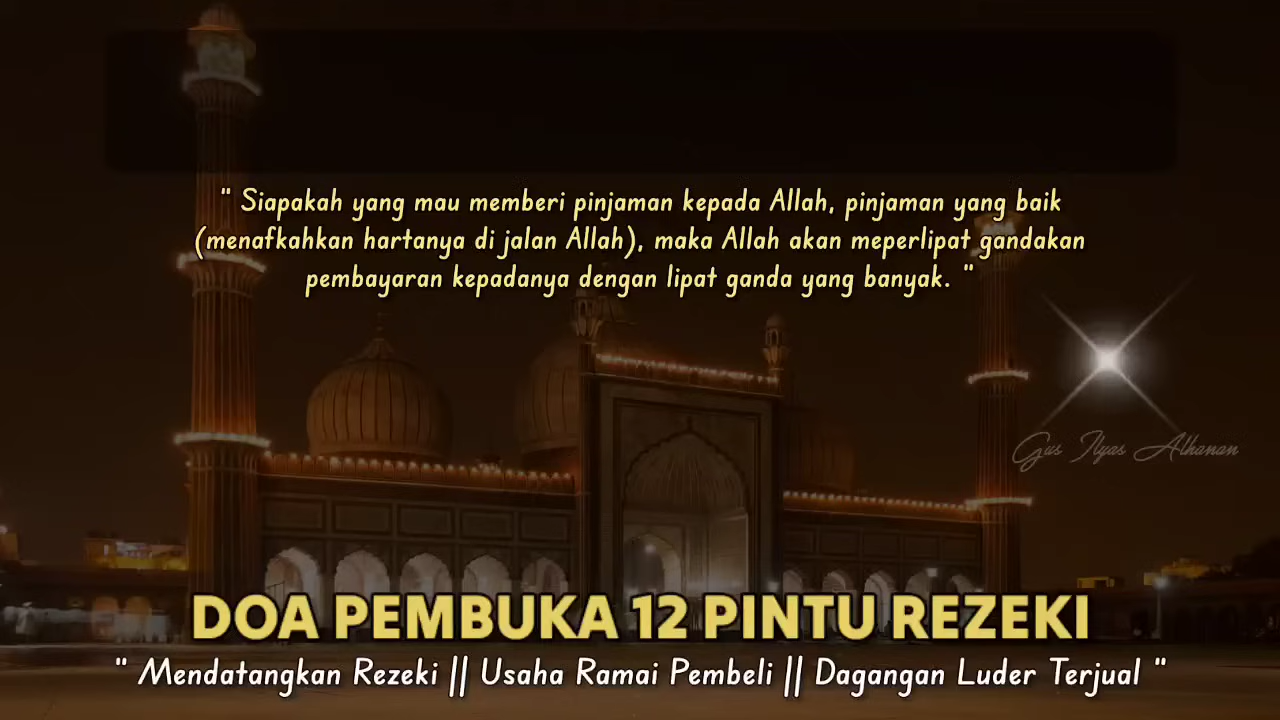 " Siapakah yang mau memberi pinjaman kepada Allah, pinjaman yang baik
(menafkahkan hartanya di jalan Allah), maka Allah akan meperlipat gandakan
pembayaran kepadanya dengan lipat ganda yang banyak. "
Gus Ilyas Alhanan
DOA PEMBUKA 12 PINTU REZEKI
" Mendatangkan Rezeki || Usaha Ramai Pembeli || Dagangan Luder Terjual "